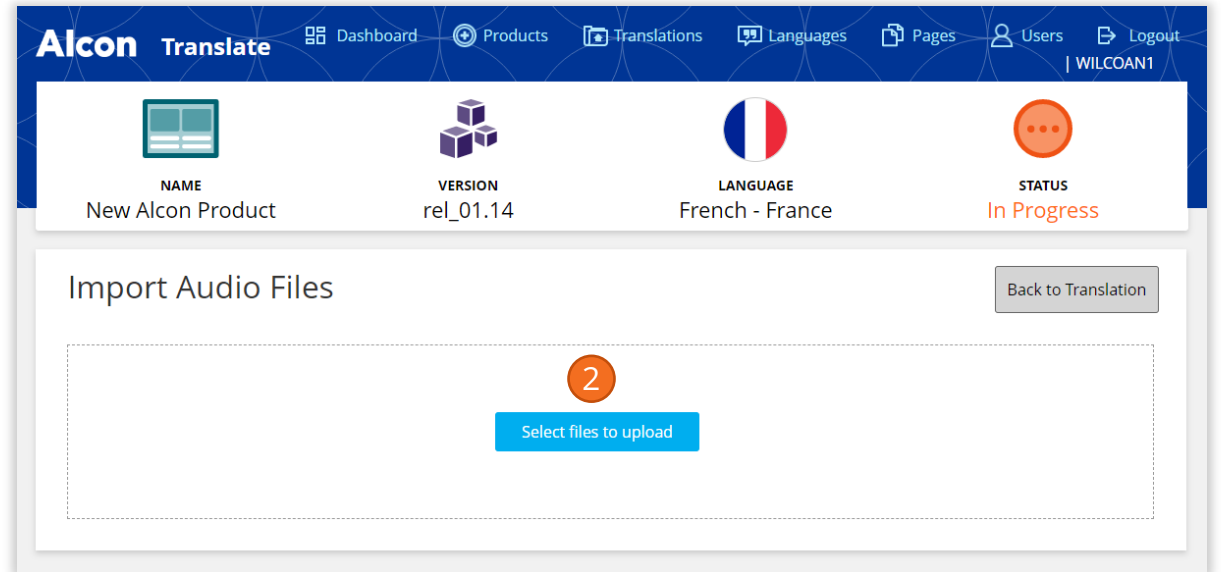 Alcon Translate Dashboard Products Translations Languages Pages Users Logout
| WILCOAN1
NAME VERSION LANGUAGE STATUS
New Alcon Product rel_01.14 French - France In Progress
Import Audio Files Back to Translation
2
Select files to upload